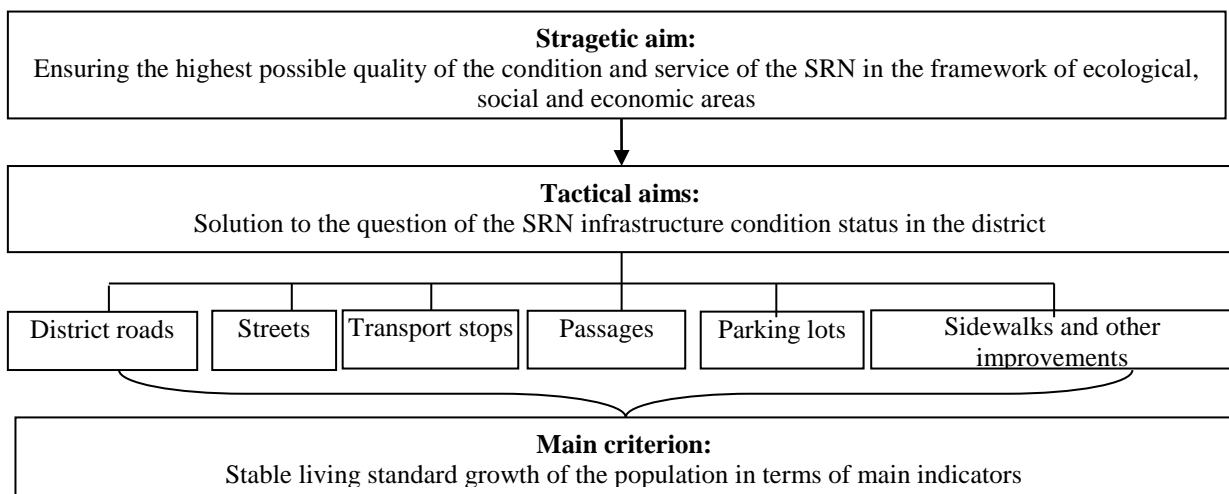 Stragetic aim:
Ensuring the highest possible quality of the condition and service of the SRN in the framework of ecological,
social and economic areas
Tactical aims:
Solution to the question of the SRN infrastructure condition status in the district
District roads
Streets
Transport stops
Passages
Parking lots
Sidewalks and other
improvements
Main criterion:
Stable living standard growth of the population in terms of main indicators